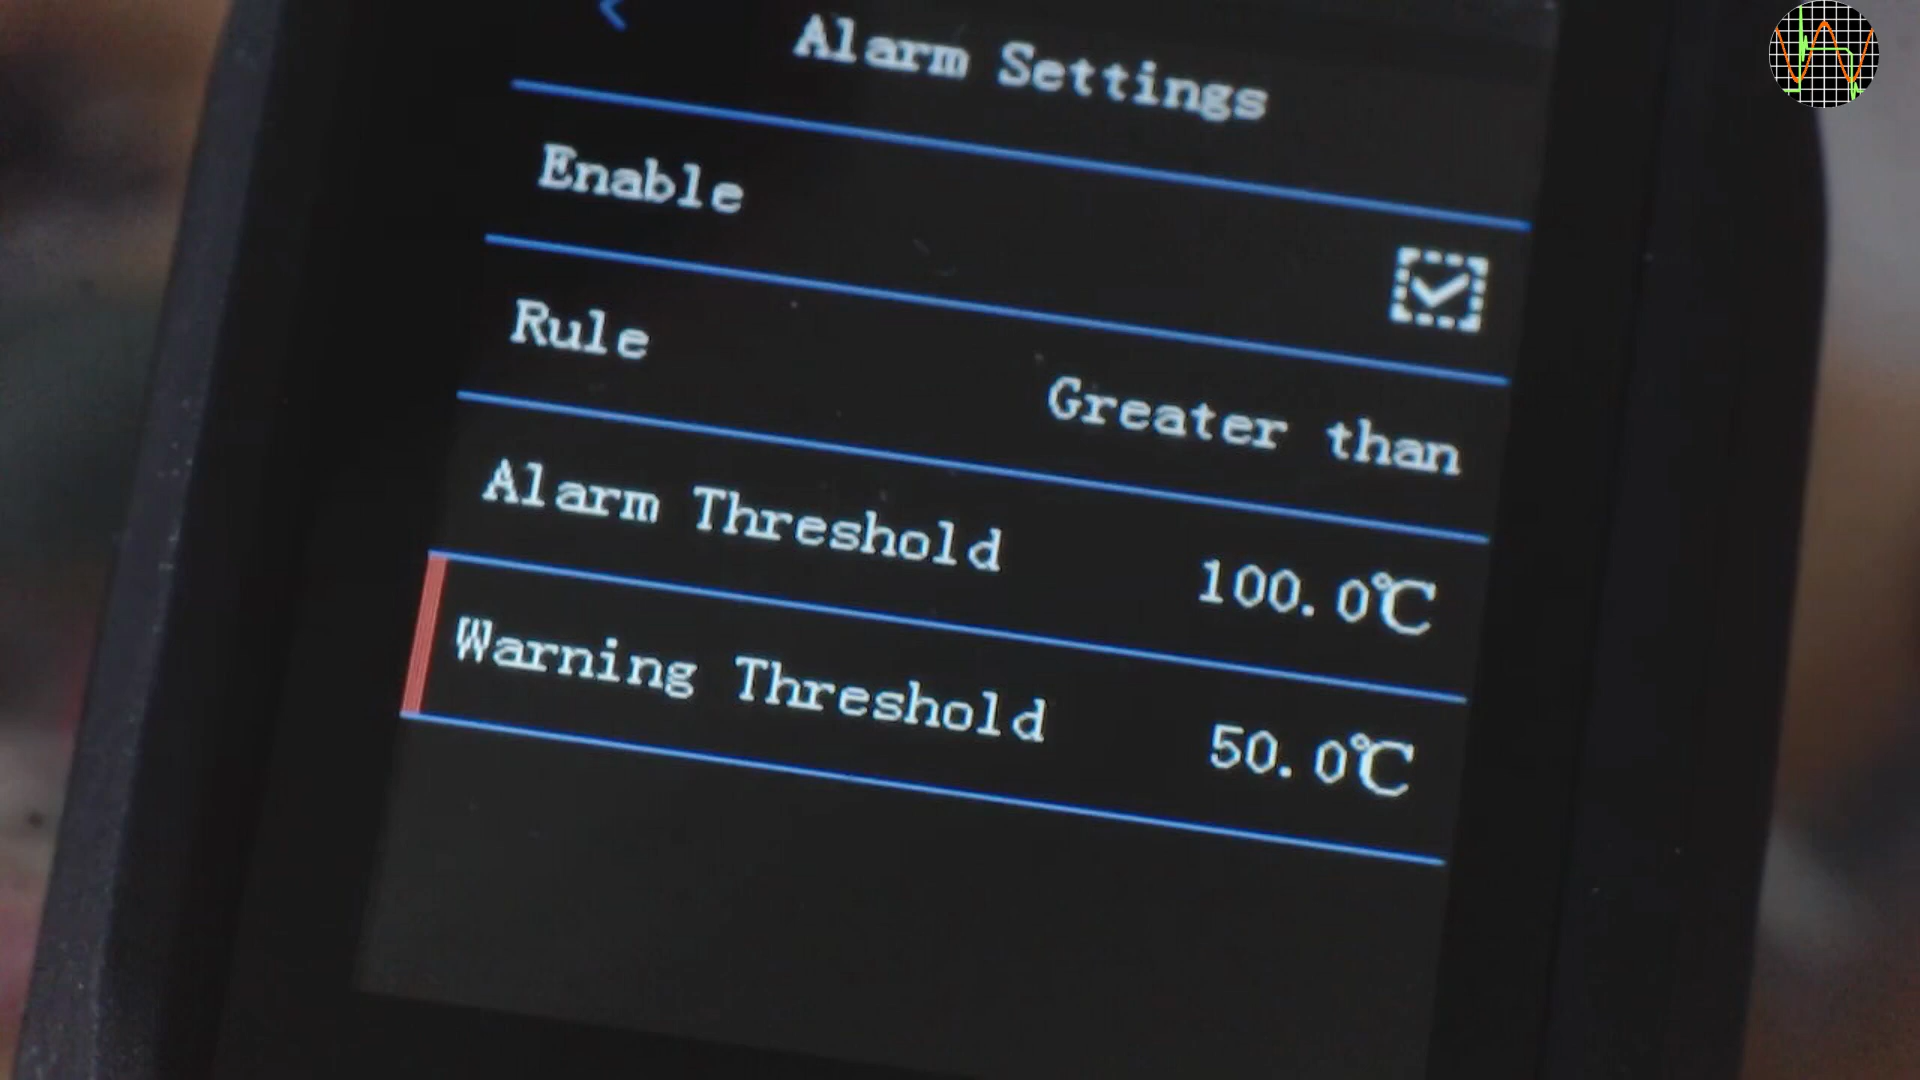 Alarm Settings
Enable
Rule
Greater than
Alarm Threshold
100.0℃
Warning Threshold
50.0℃